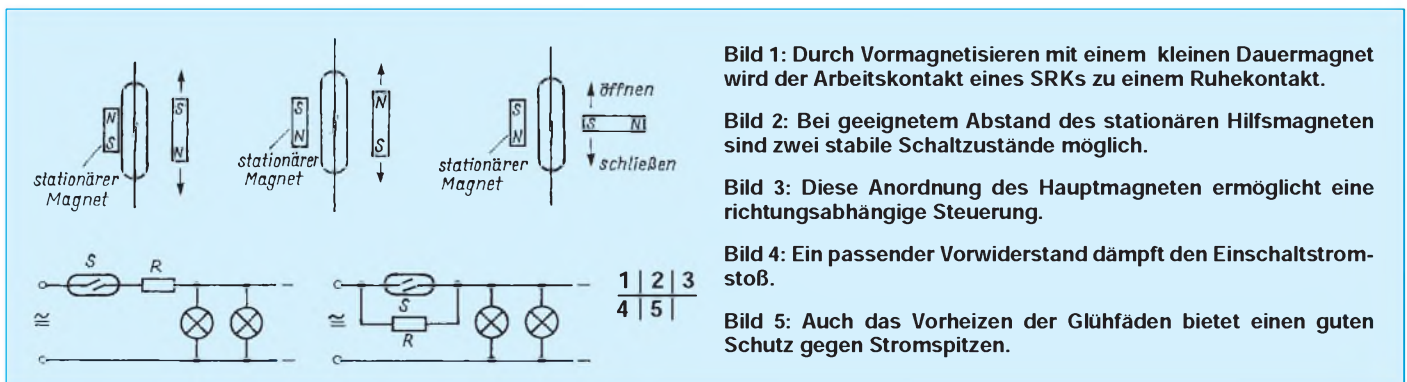 N
S
S
N
stationärer
Magnet
S
N
N
S
stationärer
Magnet
S
N
öffnen
S N
schließen
stationärer
Magnet
S R
≅
S
R
≅
1 | 2 | 3
4 | 5 |
Bild 1: Durch Vormagnetisieren mit einem kleinen Dauermagnet
wird der Arbeitskontakt eines SRKs zu einem Ruhekontakt.
Bild 2: Bei geeignetem Abstand des stationären Hilfsmagneten
sind zwei stabile Schaltzustände möglich.
Bild 3: Diese Anordnung des Hauptmagneten ermöglicht eine
richtungsabhängige Steuerung.
Bild 4: Ein passender Vorwiderstand dämpft den Einschaltstrom-
stoß.
Bild 5: Auch das Vorheizen der Glühfäden bietet einen guten
Schutz gegen Stromspitzen.